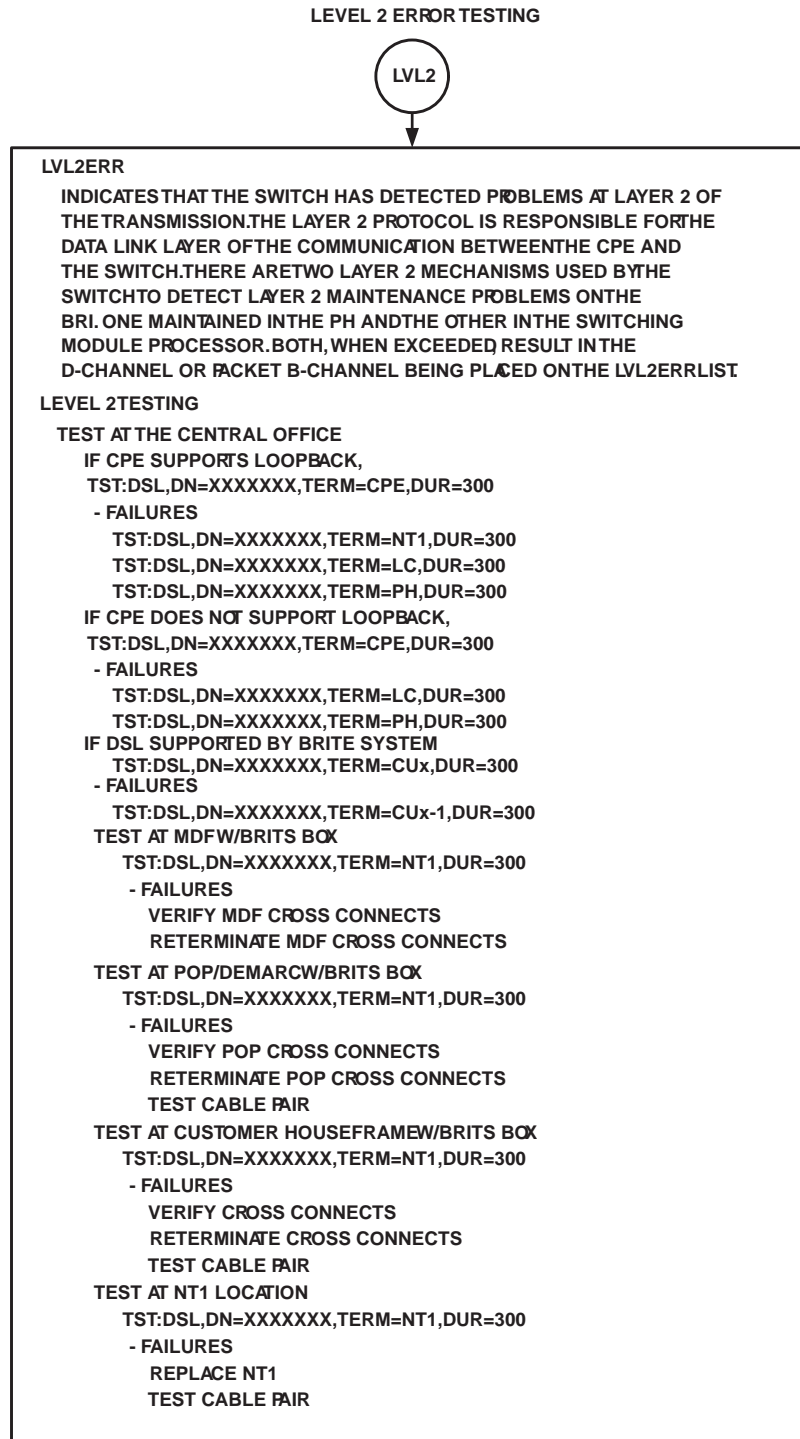 LEVEL 2 ERROR TESTING
LVL2
LVL2ERR
INDICATES THAT THE SWITCH HAS DETECTED PROBLEMS AT LAYER 2 OF
THE TRANSMISSION. THE LAYER 2 PROTOCOL IS RESPONSIBLE FOR THE
DATA LINK LAYER OF THE COMMUNICATION BETWEEN THE CPE AND
THE SWITCH. THERE ARE TWO LAYER 2 MECHANISMS USED BY THE
SWITCH TO DETECT LAYER 2 MAINTENANCE PROBLEMS ON THE
BRI. ONE MAINTAINED IN THE PH AND THE OTHER IN THE SWITCHING
MODULE PROCESSOR. BOTH, WHEN EXCEEDED, RESULT IN THE
D-CHANNEL OR PACKET B-CHANNEL BEING PLACED ON THE LVL2ERR LIST.
LEVEL 2 TESTING
TEST AT THE CENTRAL OFFICE
IF CPE SUPPORTS LOOPBACK,
TST:DSL,DN=XXXXXXX,TERM=CPE,DUR=300
- FAILURES
TST:DSL,DN=XXXXXXX,TERM=NT1,DUR=300
TST:DSL,DN=XXXXXXX,TERM=LC,DUR=300
TST:DSL,DN=XXXXXXX,TERM=PH,DUR=300
IF CPE DOES NOT SUPPORT LOOPBACK,
TST:DSL,DN=XXXXXXX,TERM=CPE,DUR=300
- FAILURES
TST:DSL,DN=XXXXXXX,TERM=LC,DUR=300
TST:DSL,DN=XXXXXXX,TERM=PH,DUR=300
IF DSL SUPPORTED BY BRITE SYSTEM
TST:DSL,DN=XXXXXXX,TERM=CUx,DUR=300
- FAILURES
TST:DSL,DN=XXXXXXX,TERM=CUx-1,DUR=300
TEST AT MDF W/BRITS BOX
TST:DSL,DN=XXXXXXX,TERM=NT1,DUR=300
- FAILURES
VERIFY MDF CROSS CONNECTS
RETERMINATE MDF CROSS CONNECTS
TEST AT POP/DEMARC W/BRITS BOX
TST:DSL,DN=XXXXXXX,TERM=NT1,DUR=300
- FAILURES
VERIFY POP CROSS CONNECTS
RETERMINATE POP CROSS CONNECTS
TEST CABLE PAIR
TEST AT CUSTOMER HOUSEFRAME W/BRITS BOX
TST:DSL,DN=XXXXXXX,TERM=NT1,DUR=300
- FAILURES
VERIFY CROSS CONNECTS
RETERMINATE CROSS CONNECTS
TEST CABLE PAIR
TEST AT NT1 LOCATION
TST:DSL,DN=XXXXXXX,TERM=NT1,DUR=300
- FAILURES
REPLACE NT1
TEST CABLE PAIR